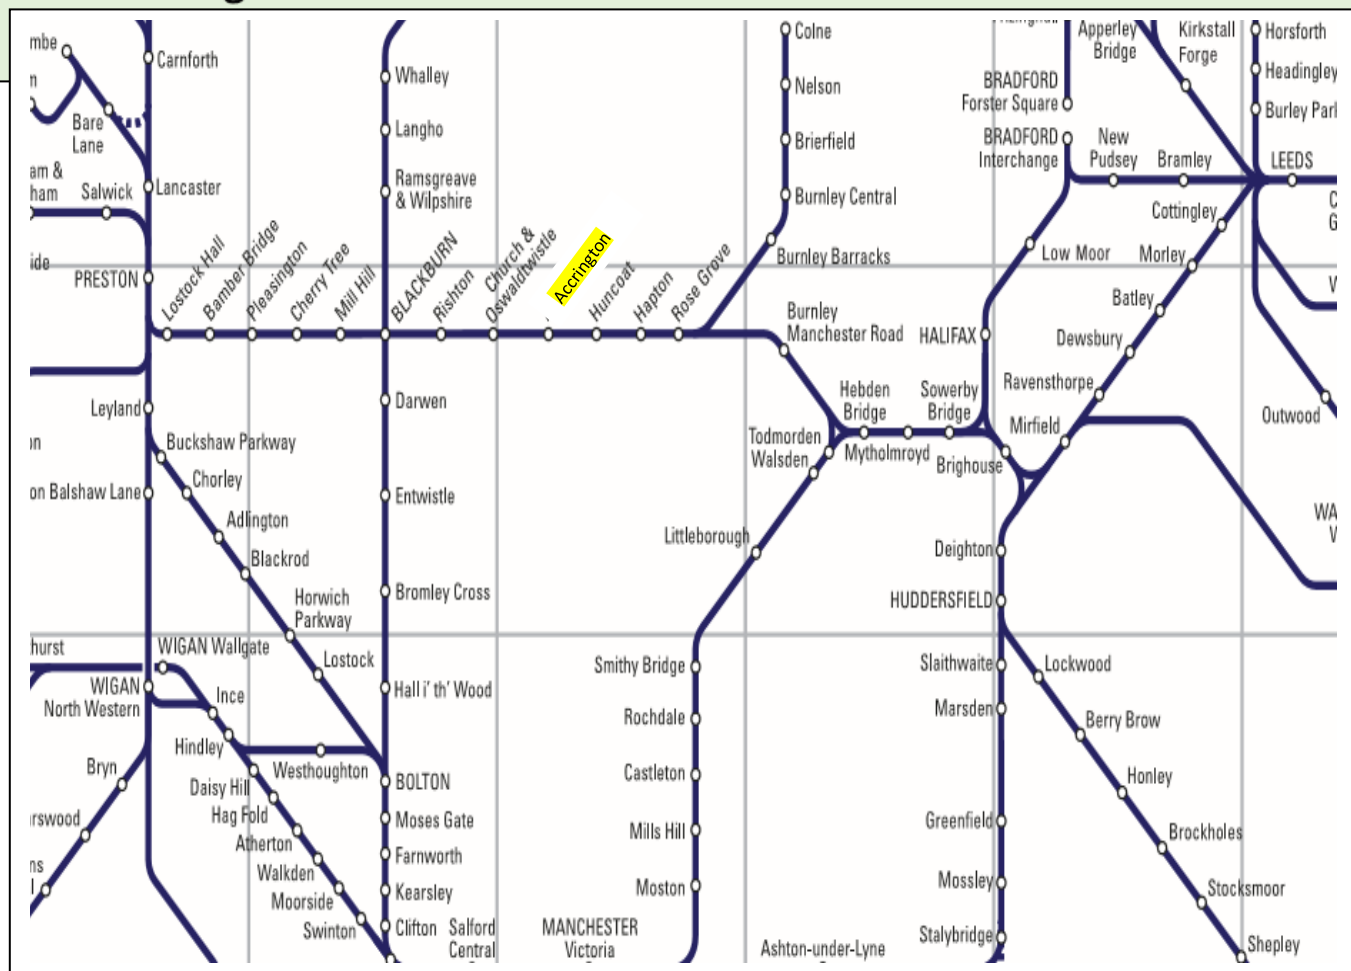 Carnforth
Bare
Lane
Lancaster
Salwick
PRESTON
Lostock Hall
Bamber Bridge
Pleasington
Cherry Tree
Mill Hill
BLACKBURN
Rishton
Church &
Oswaldtwistle
Accrington
Huncoat
Hapton
Rose Grove
Whalley
Langho
Ramsgreave
& Wilpshire
Colne
Nelson
Brierfield
Burnley Central
Burnley Barracks
Burnley
Manchester Road
BRADFORD
Forster Square
BRADFORD
Interchange
Apperley
Bridge
Kirkstall
Forge
Horsforth
Headingley
Burley Park
New
Pudsey
Bramley
LEEDS
Cottingley
Low Moor
Morley
Batley
Dewsbury
Ravensthorpe
Mirfield
Outwood
HALIFAX
Hebden
Bridge
Sowerby
Bridge
Todmorden
Walsden
Mytholmroyd
Brighouse
Leyland
Buckshaw Parkway
Chorley
on Balshaw Lane
Adlington
Blackrod
Horwich
Parkway
Lostock
Darwen
Entwistle
Bromley Cross
Hall i' th' Wood
Littleborough
Smithy Bridge
Rochdale
Castleton
Mills Hill
Moston
Deighton
HUDDERSFIELD
Slaithwaite
Marsden
Greenfield
Mossley
Stalybridge
Lockwood
Berry Brow
Honley
Brockholes
Stocksmoor
Shepley
hurst
WIGAN Wallgate
WIGAN
North Western
Ince
Hindley
Westhoughton
Bryn
Daisy Hill
Hag Fold
Atherton
Walkden
Moorside
Swinton
BOLTON
Moses Gate
Farnworth
Kearsley
Clifton
Salford
Central
MANCHESTER
Victoria
Ashton-under-Lyne